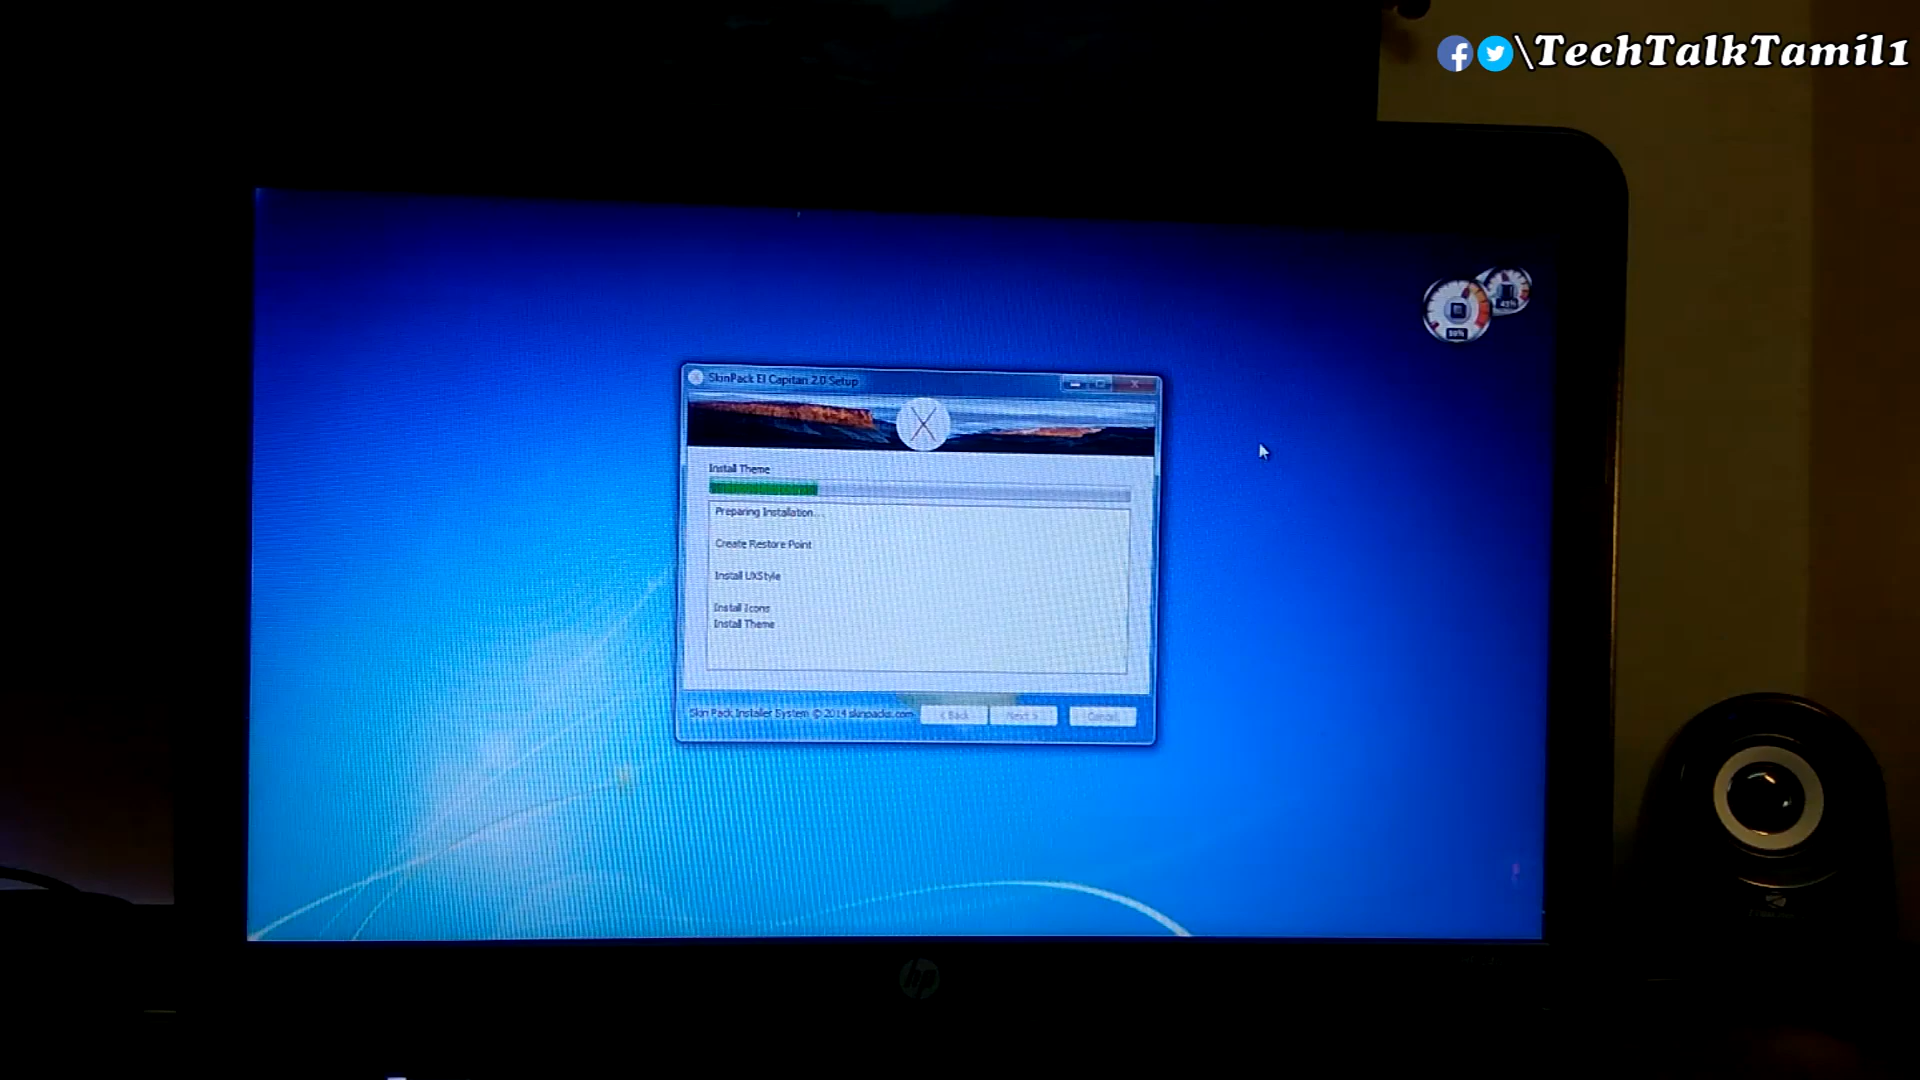 \TechTalkTamil1
SkinPack El Capitan 2.0 Setup
X
Install Theme
Preparing Installation...
Create Restore Point
Install UXStyle
Install Icons
Install Theme
Skin Pack Installer System © 2014 skinpacks.com
< Back
Next >
Cancel
hp